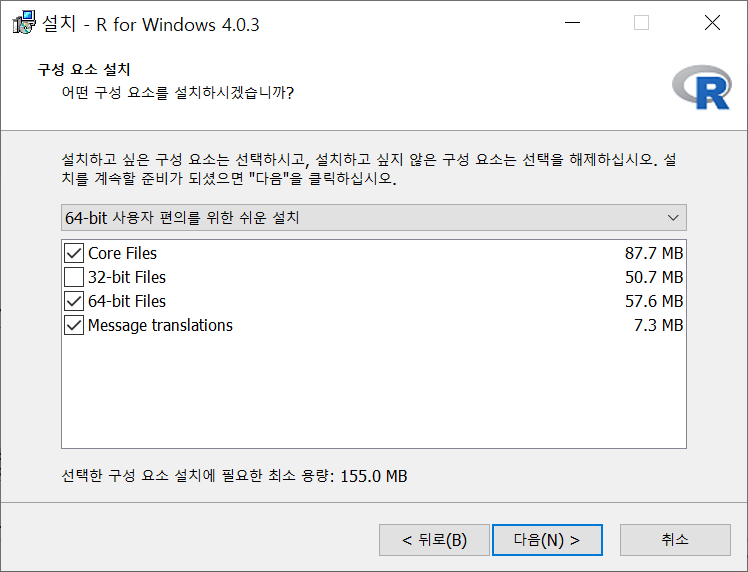 설치 - R for Windows 4.0.3
구성 요소 설치
어떤 구성 요소를 설치하시겠습니까?
R
설치하고 싶은 구성 요소는 선택하시고, 설치하고 싶지 않은 구성 요소는 선택을 해제하십시오. 설
치를 계속할 준비가 되셨으면 "다음"을 클릭하십시오.
64-bit 사용자 편의를 위한 쉬운 설치
Core Files 87.7 MB
32-bit Files 50.7 MB
64-bit Files 57.6 MB
Message translations 7.3 MB
선택한 구성 요소 설치에 필요한 최소 용량: 155.0 MB
< 뒤로(B) 다음(N) > 취소